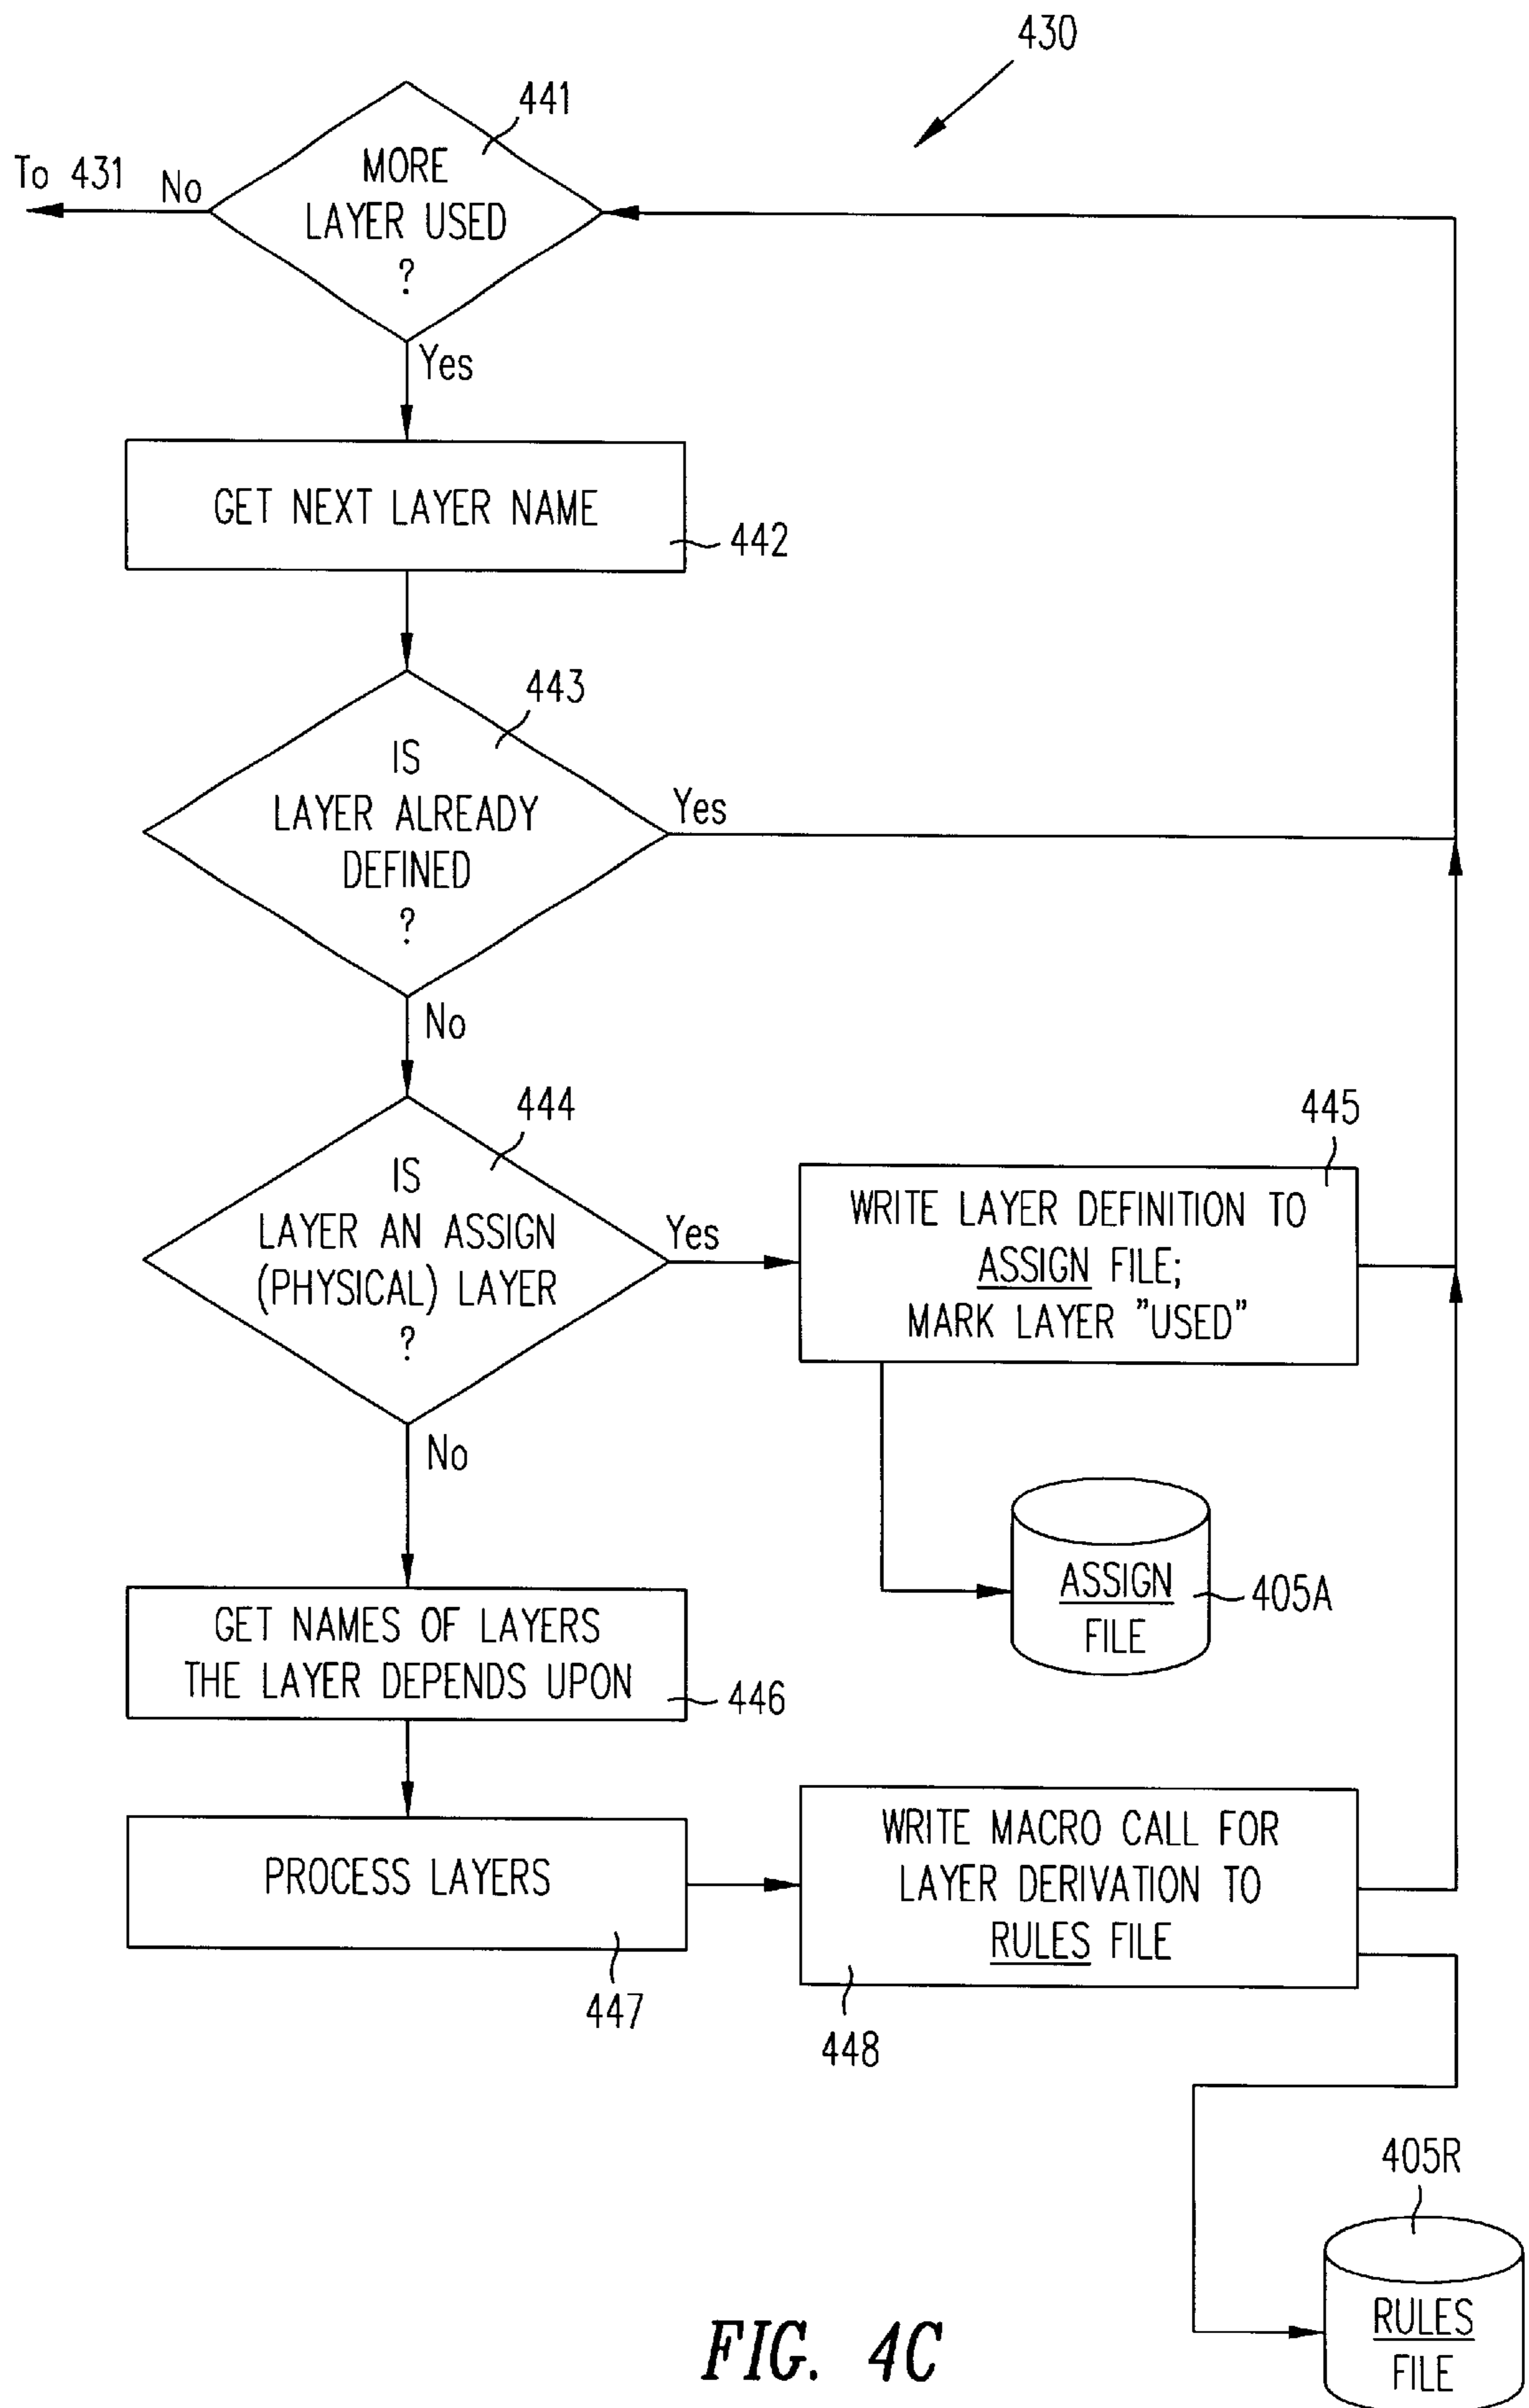 430
441
To 431
No
MORE
LAYER USED
?
Yes
GET NEXT LAYER NAME
442
443
IS
LAYER ALREADY
DEFINED
?
Yes
No
444
IS
LAYER AN ASSIGN
(PHYSICAL) LAYER
?
Yes
No
445
WRITE LAYER DEFINITION TO
ASSIGN FILE;
MARK LAYER "USED"
ASSIGN
FILE
405A
GET NAMES OF LAYERS
THE LAYER DEPENDS UPON
446
PROCESS LAYERS
447
WRITE MACRO CALL FOR
LAYER DERIVATION TO
RULES FILE
448
405R
RULES
FILE
FIG. 4C